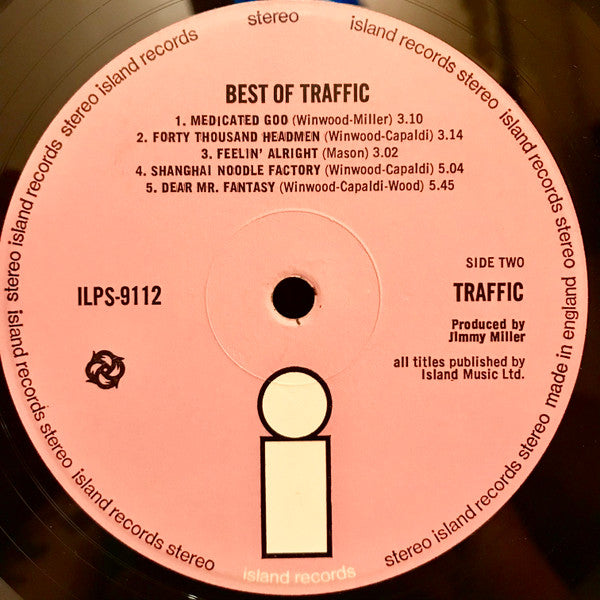 stereo
island records
BEST OF TRAFFIC
1. MEDICATED GOO (Winwood-Miller) 3.10
2. FORTY THOUSAND HEADMEN (Winwood-Capaldi) 3.14
3. FEELIN' ALRIGHT (Mason) 3.02
4. SHANGHAI NOODLE FACTORY (Winwood-Capaldi) 5.04
5. DEAR MR. FANTASY (Winwood-Capaldi-Wood) 5.45
SIDE TWO
ILPS-9112
TRAFFIC
Produced by
Jimmy Miller
all titles published by
Island Music Ltd.
stereo island records stereo made in england
stereo island records stereo
island records
island records stereo
island records stereo island records stereo island records